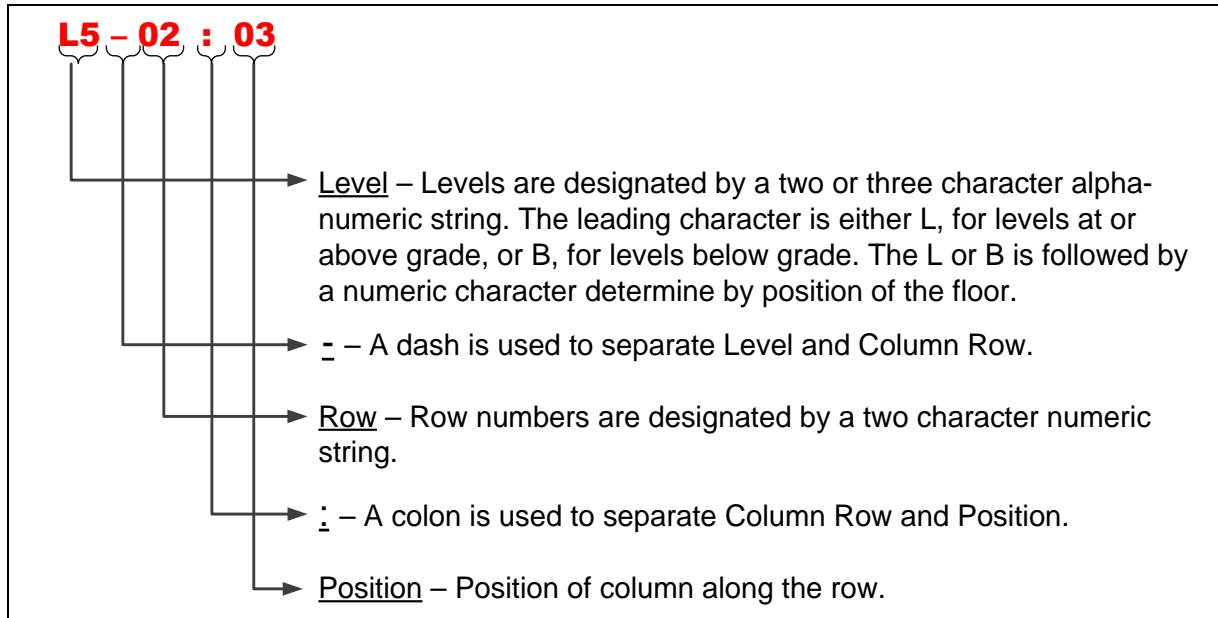 L5 – 02 : 03
Level – Levels are designated by a two or three character alpha-
numeric string. The leading character is either L, for levels at or
above grade, or B, for levels below grade. The L or B is followed by
a numeric character determine by position of the floor.
- – A dash is used to separate Level and Column Row.
Row – Row numbers are designated by a two character numeric
string.
: – A colon is used to separate Column Row and Position.
Position – Position of column along the row.